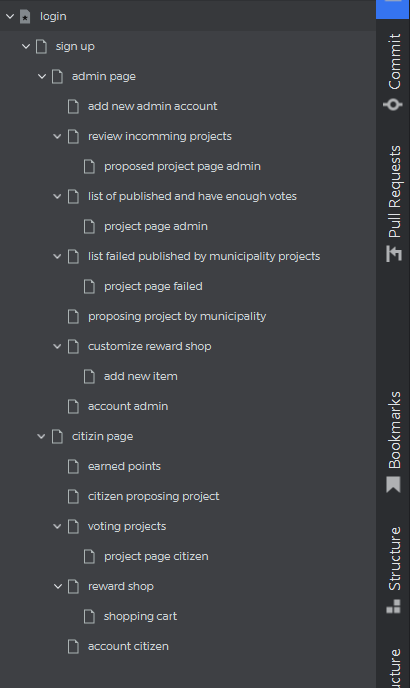 login
sign up
admin page
add new admin account
review incomming projects
proposed project page admin
list of published and have enough votes
project page admin
list failed published by municipality projects
project page failed
proposing project by municipality
customize reward shop
add new item
account admin
citizin page
earned points
citizen proposing project
voting projects
project page citizen
reward shop
shopping cart
account citizen
Commit
Pull Requests
Bookmarks
Structure
ucture